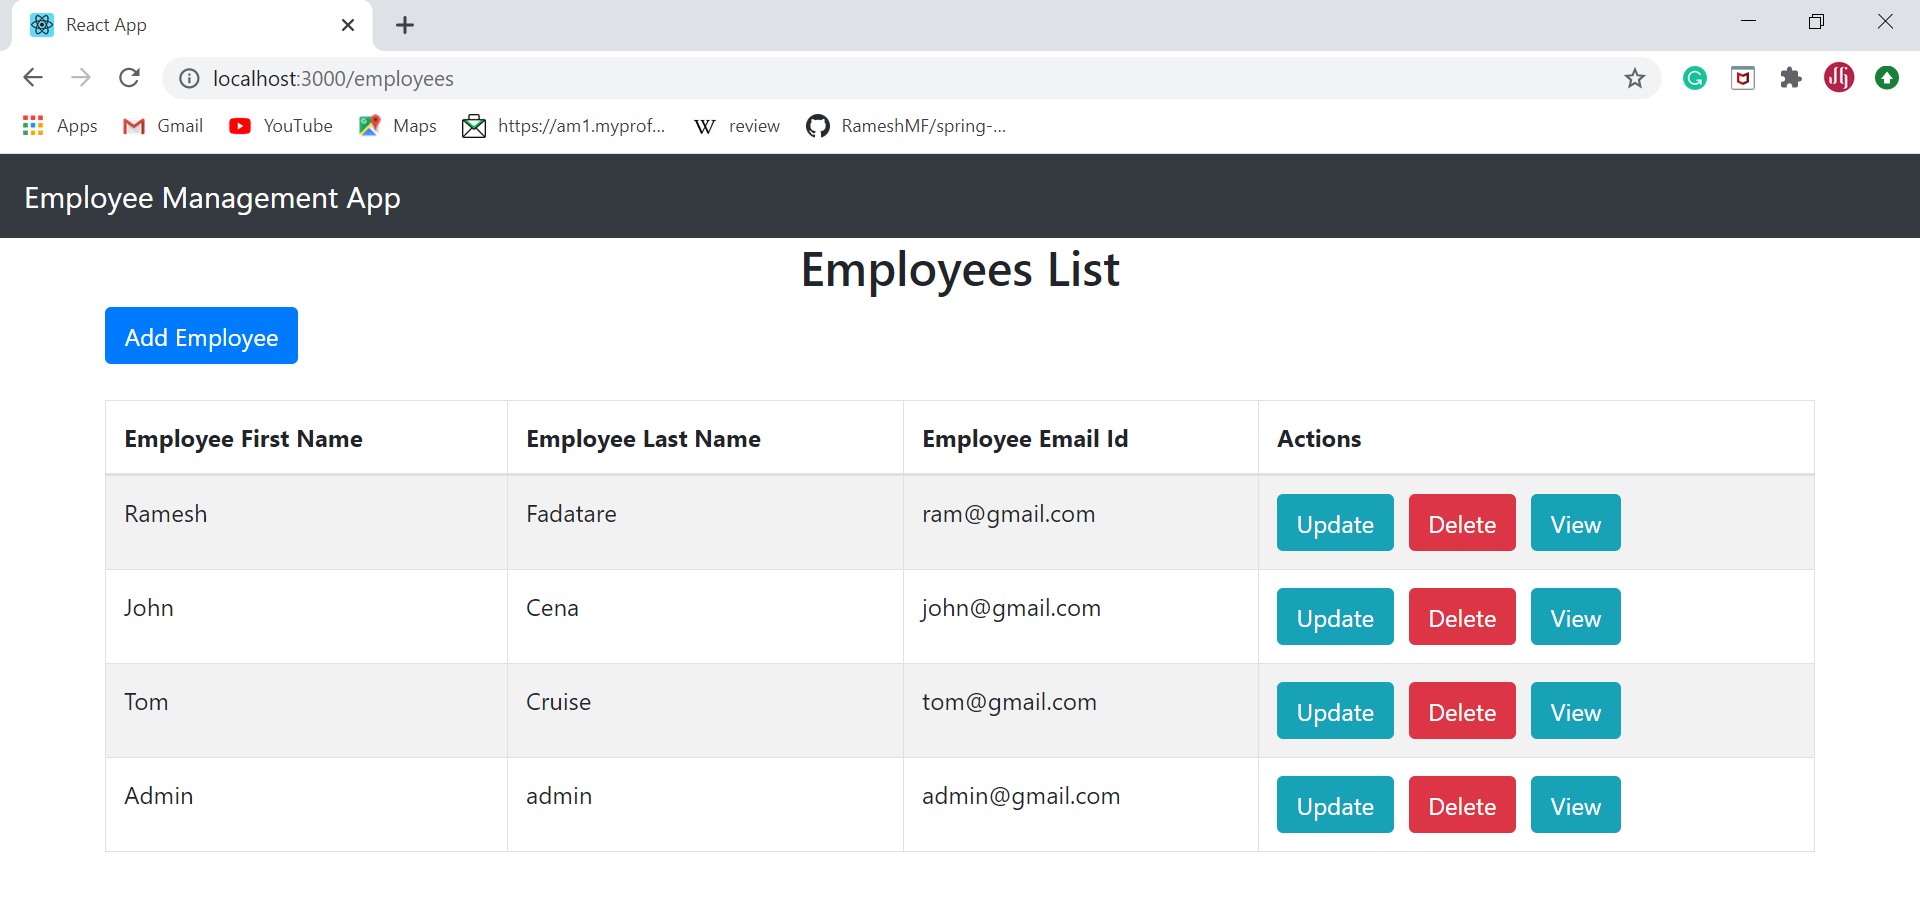 React App
localhost:3000/employees
Apps Gmail YouTube Maps https://am1.myprof... review RameshMF/spring-...
Employee Management App
Employees List
Add Employee
Employee First Name Employee Last Name Employee Email Id Actions
Ramesh Fadatare ram@gmail.com Update Delete View
John Cena john@gmail.com Update Delete View
Tom Cruise tom@gmail.com Update Delete View
Admin admin admin@gmail.com Update Delete View